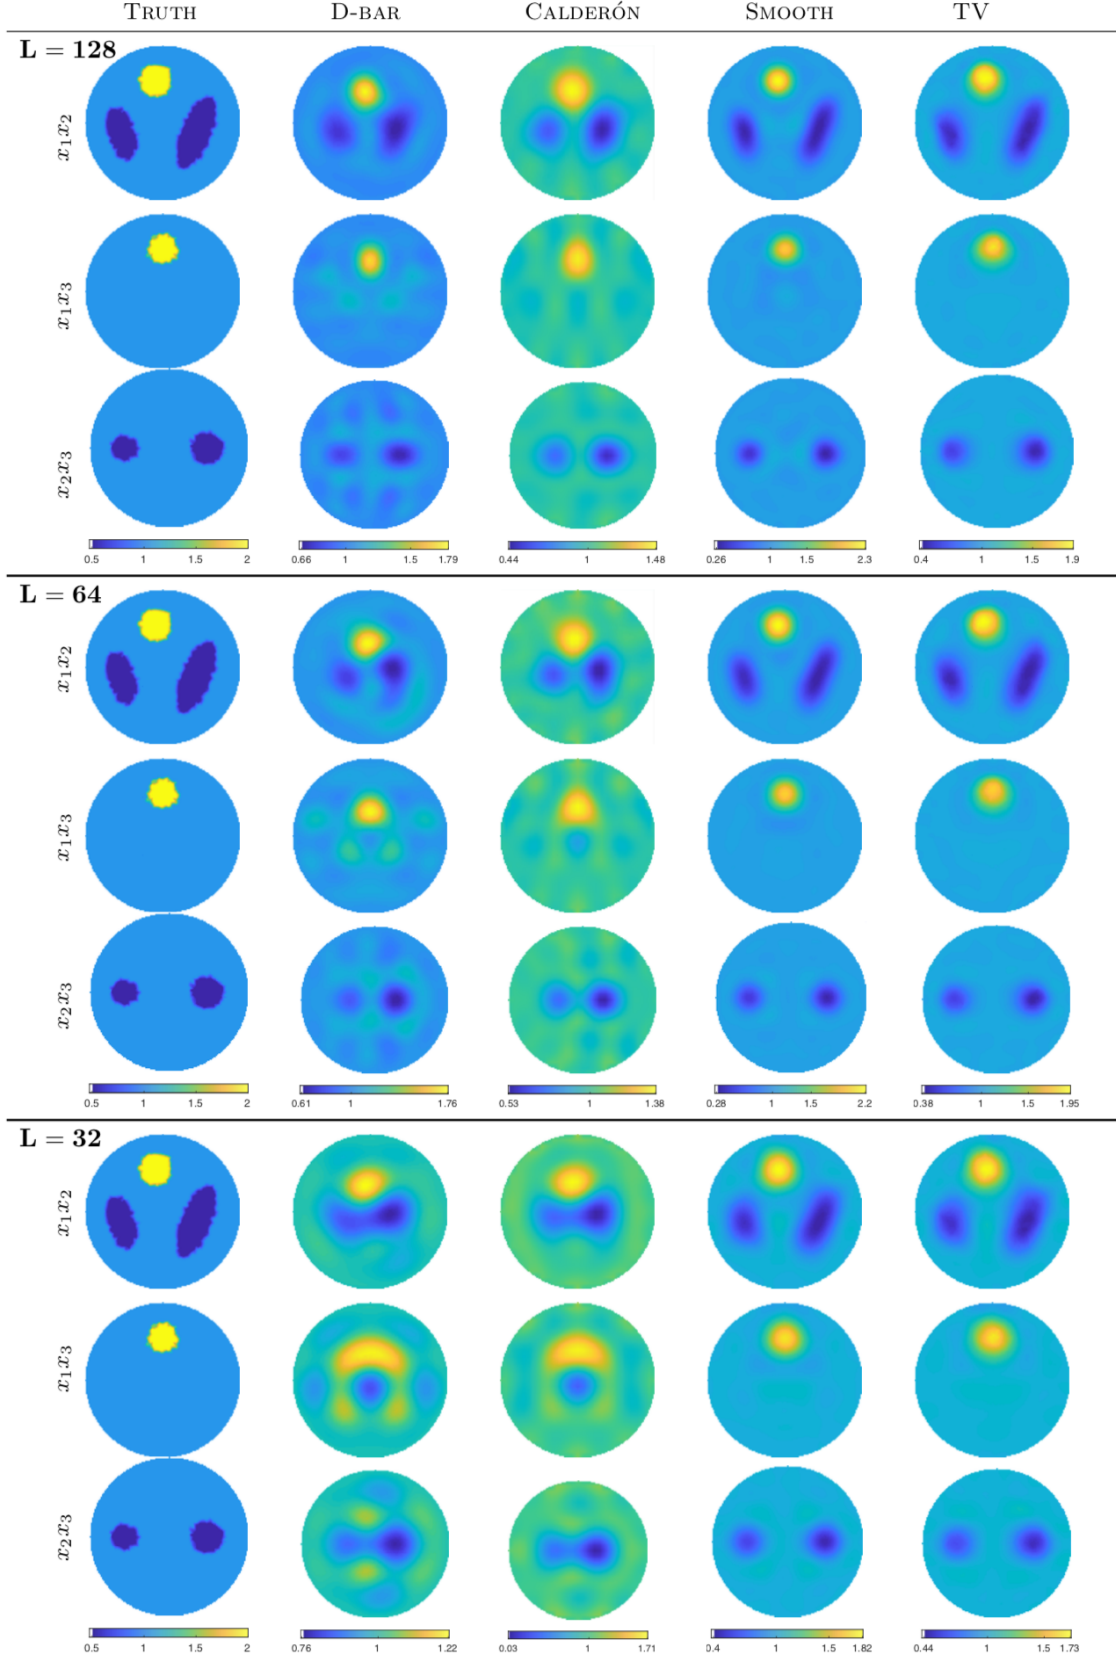 TRUTH D-BAR CALDERÓN SMOOTH TV
L = 128
x₁x₂
x₁x₃
x₂x₃
0.5 1 1.5 2 0.66 1 1.5 1.79 0.44 1 1.48 0.26 1 1.5 2.3 0.4 1 1.5 1.9
L = 64
x₁x₂
x₁x₃
x₂x₃
0.5 1 1.5 2 0.61 1 1.76 0.53 1 1.38 0.28 1 1.5 2.2 0.38 1 1.5 1.95
L = 32
x₁x₂
x₁x₃
x₂x₃
0.5 1 1.5 2 0.76 1 1.22 0.03 1 1.71 0.4 1 1.5 1.82 0.44 1 1.5 1.73